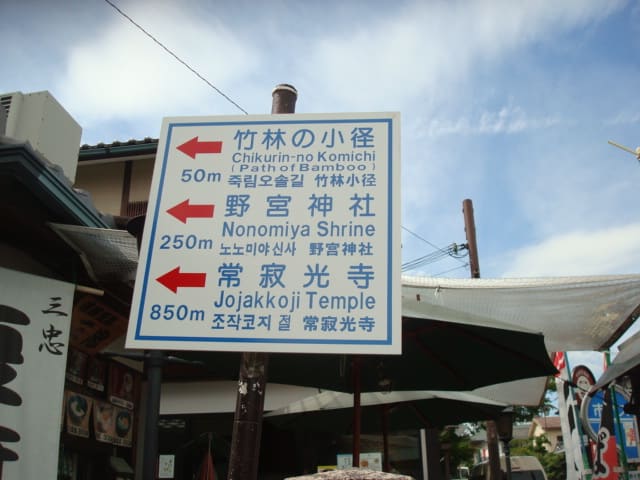 竹林の小径
Chikurin-no Komichi
(Path of Bamboo)
50m 죽림오솔길 竹林小径
野宮神社
Nonomiya Shrine
250m 노노미야신사 野宮神社
常寂光寺
Jojakkoji Temple
850m 조작코지 절 常寂光寺
三忠